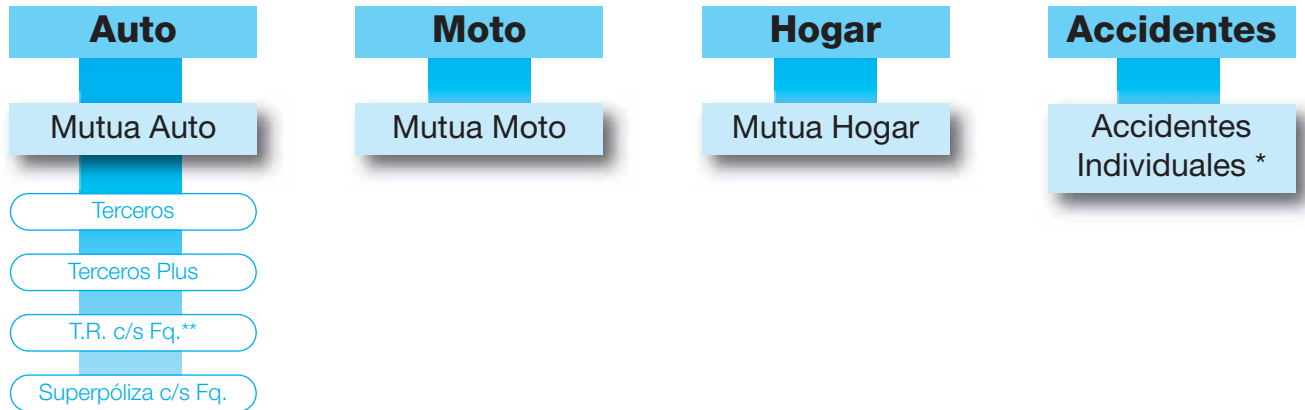 Auto
Mutua Auto
Terceros
Terceros Plus
T.R. c/s Fq.**
Superpóliza c/s Fq.
Moto
Mutua Moto
Hogar
Mutua Hogar
Accidentes
Accidentes
Individuales *